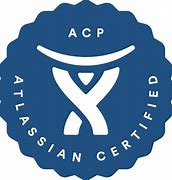 ACP
ATLASSIAN CERTIFIED